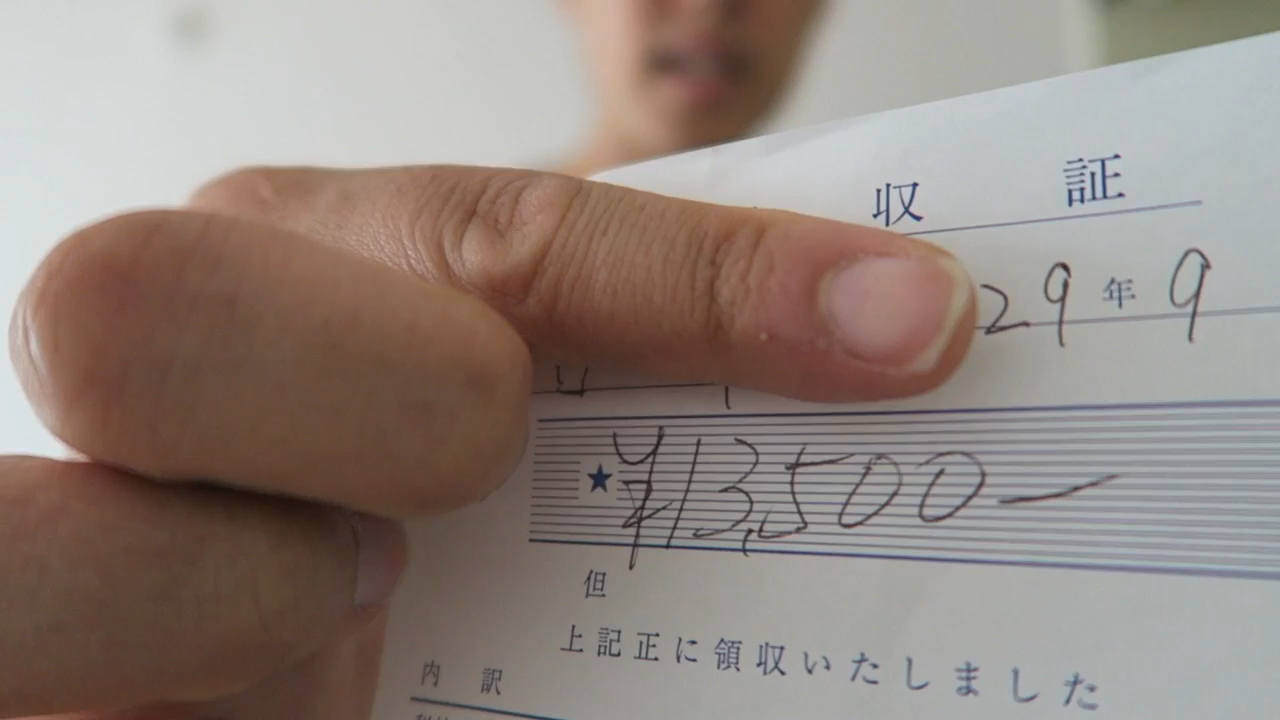 収 証
29年9
★¥13,500-
但
上記正に領収いたしました
内 訳